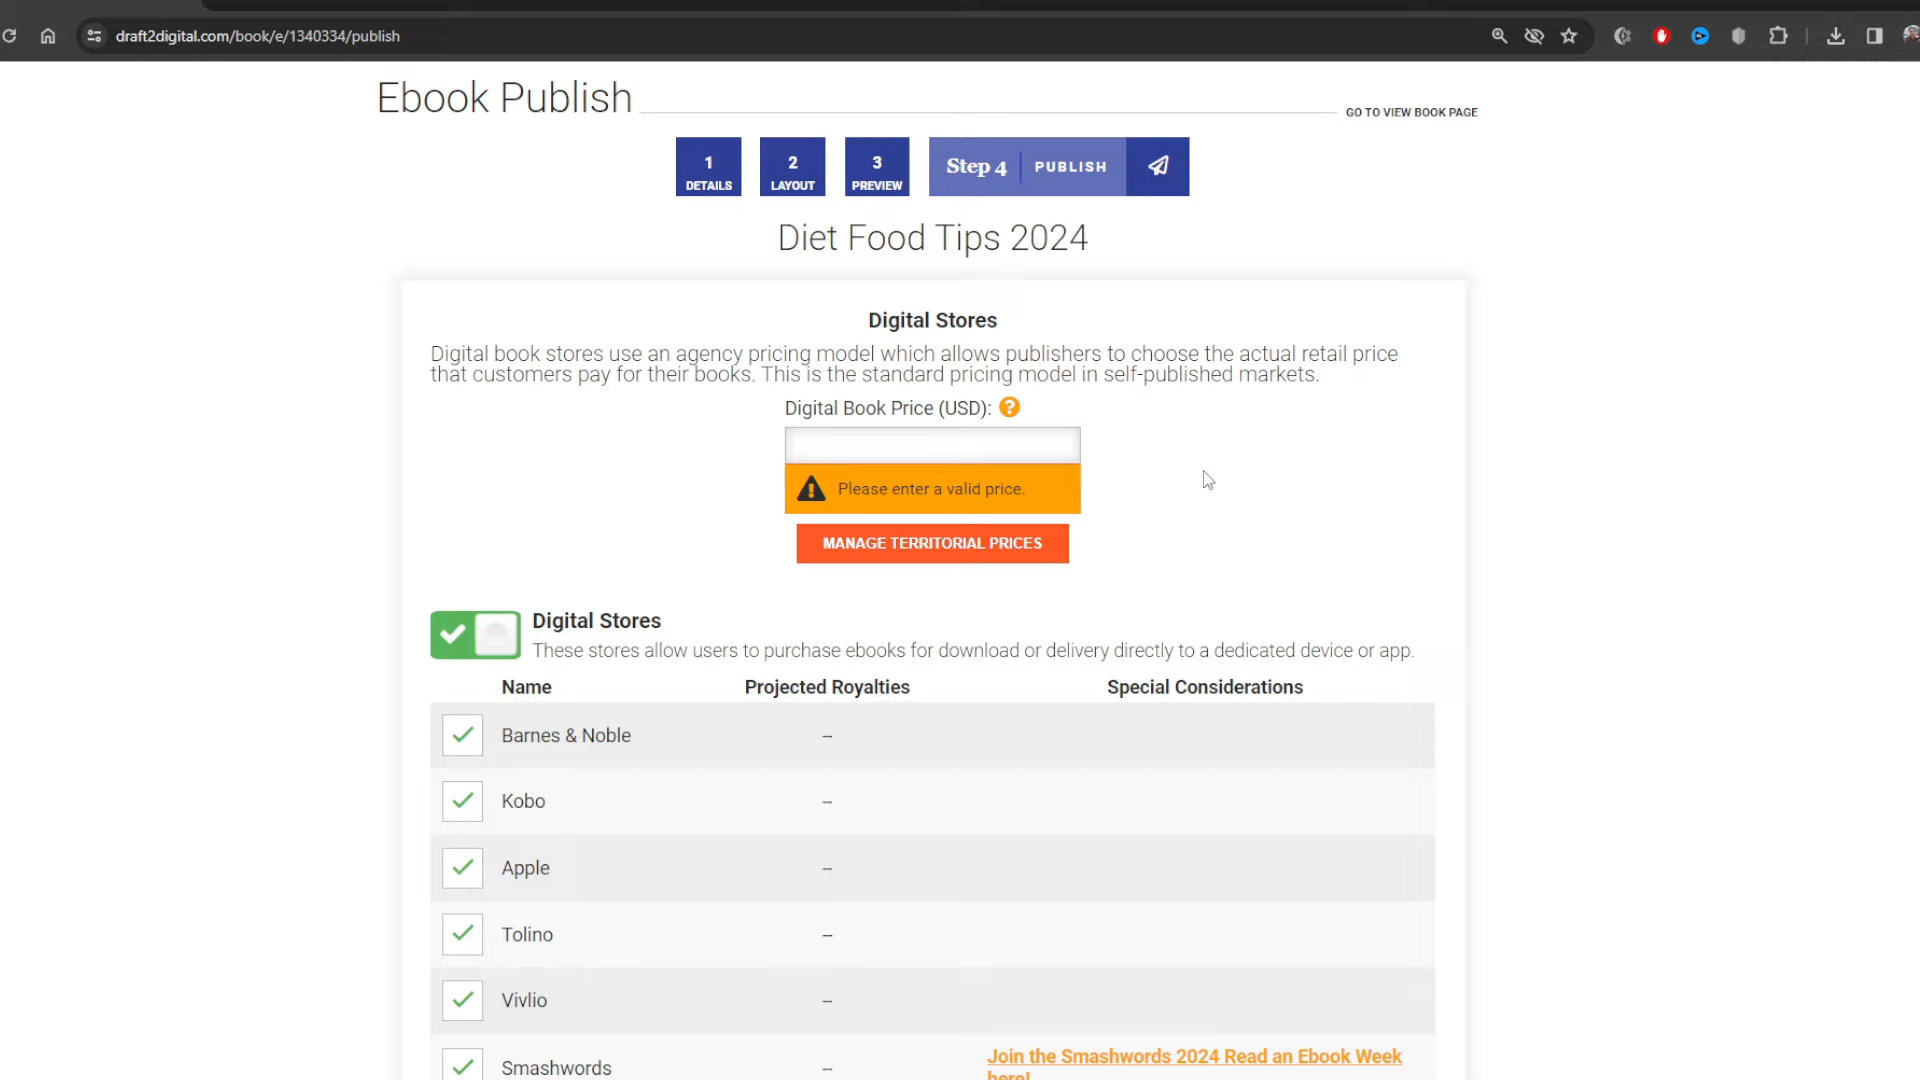 draft2digital.com/book/e/1340334/publish
Ebook Publish
GO TO VIEW BOOK PAGE
1
DETAILS
2
LAYOUT
3
PREVIEW
Step 4
PUBLISH
Diet Food Tips 2024
Digital Stores
Digital book stores use an agency pricing model which allows publishers to choose the actual retail price
that customers pay for their books. This is the standard pricing model in self-published markets.
Digital Book Price (USD): ?
Please enter a valid price.
MANAGE TERRITORIAL PRICES
Digital Stores
These stores allow users to purchase ebooks for download or delivery directly to a dedicated device or app.
Name Projected Royalties Special Considerations
Barnes & Noble --
Kobo --
Apple --
Tolino --
Vivlio --
Smashwords -- Join the Smashwords 2024 Read an Ebook Week
here!